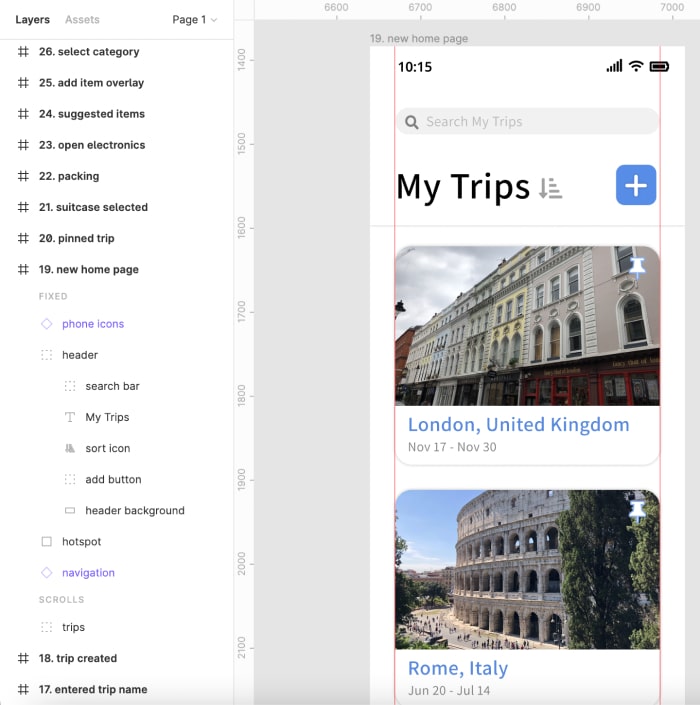 Layers Assets Page 1
26. select category
25. add item overlay
24. suggested items
23. open electronics
22. packing
21. suitcase selected
20. pinned trip
19. new home page
FIXED
phone icons
header
search bar
My Trips
sort icon
add button
header background
hotspot
navigation
SCROLLS
trips
18. trip created
17. entered trip name
6600 6700 6800 6900 7000
1400
1500
1600
1700
1800
1900
2000
2100
19. new home page
10:15
Search My Trips
My Trips
London, United Kingdom
Nov 17 - Nov 30
Rome, Italy
Jun 20 - Jul 14